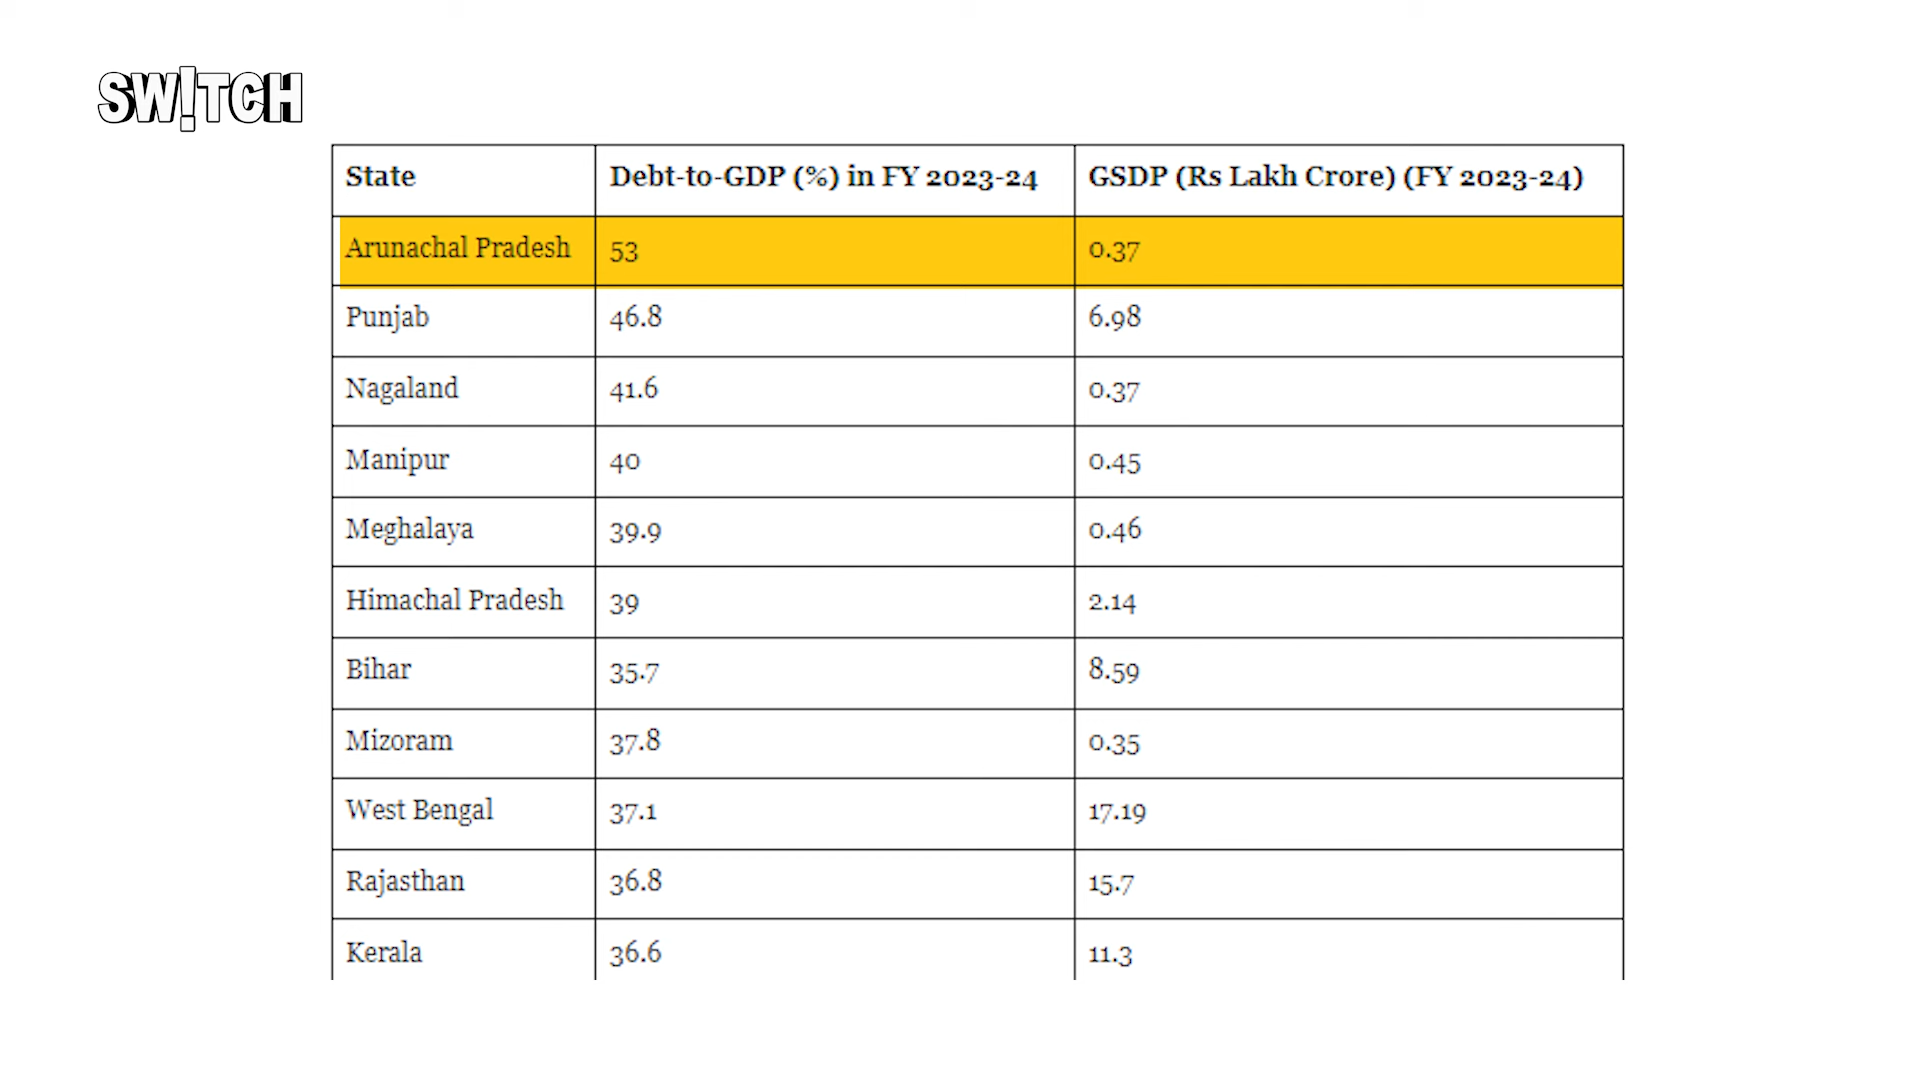 SW!TCH
State Debt-to-GDP (%) in FY 2023-24 GSDP (Rs Lakh Crore) (FY 2023-24)
Arunachal Pradesh 53 0.37
Punjab 46.8 6.98
Nagaland 41.6 0.37
Manipur 40 0.45
Meghalaya 39.9 0.46
Himachal Pradesh 39 2.14
Bihar 35.7 8.59
Mizoram 37.8 0.35
West Bengal 37.1 17.19
Rajasthan 36.8 15.7
Kerala 36.6 11.3